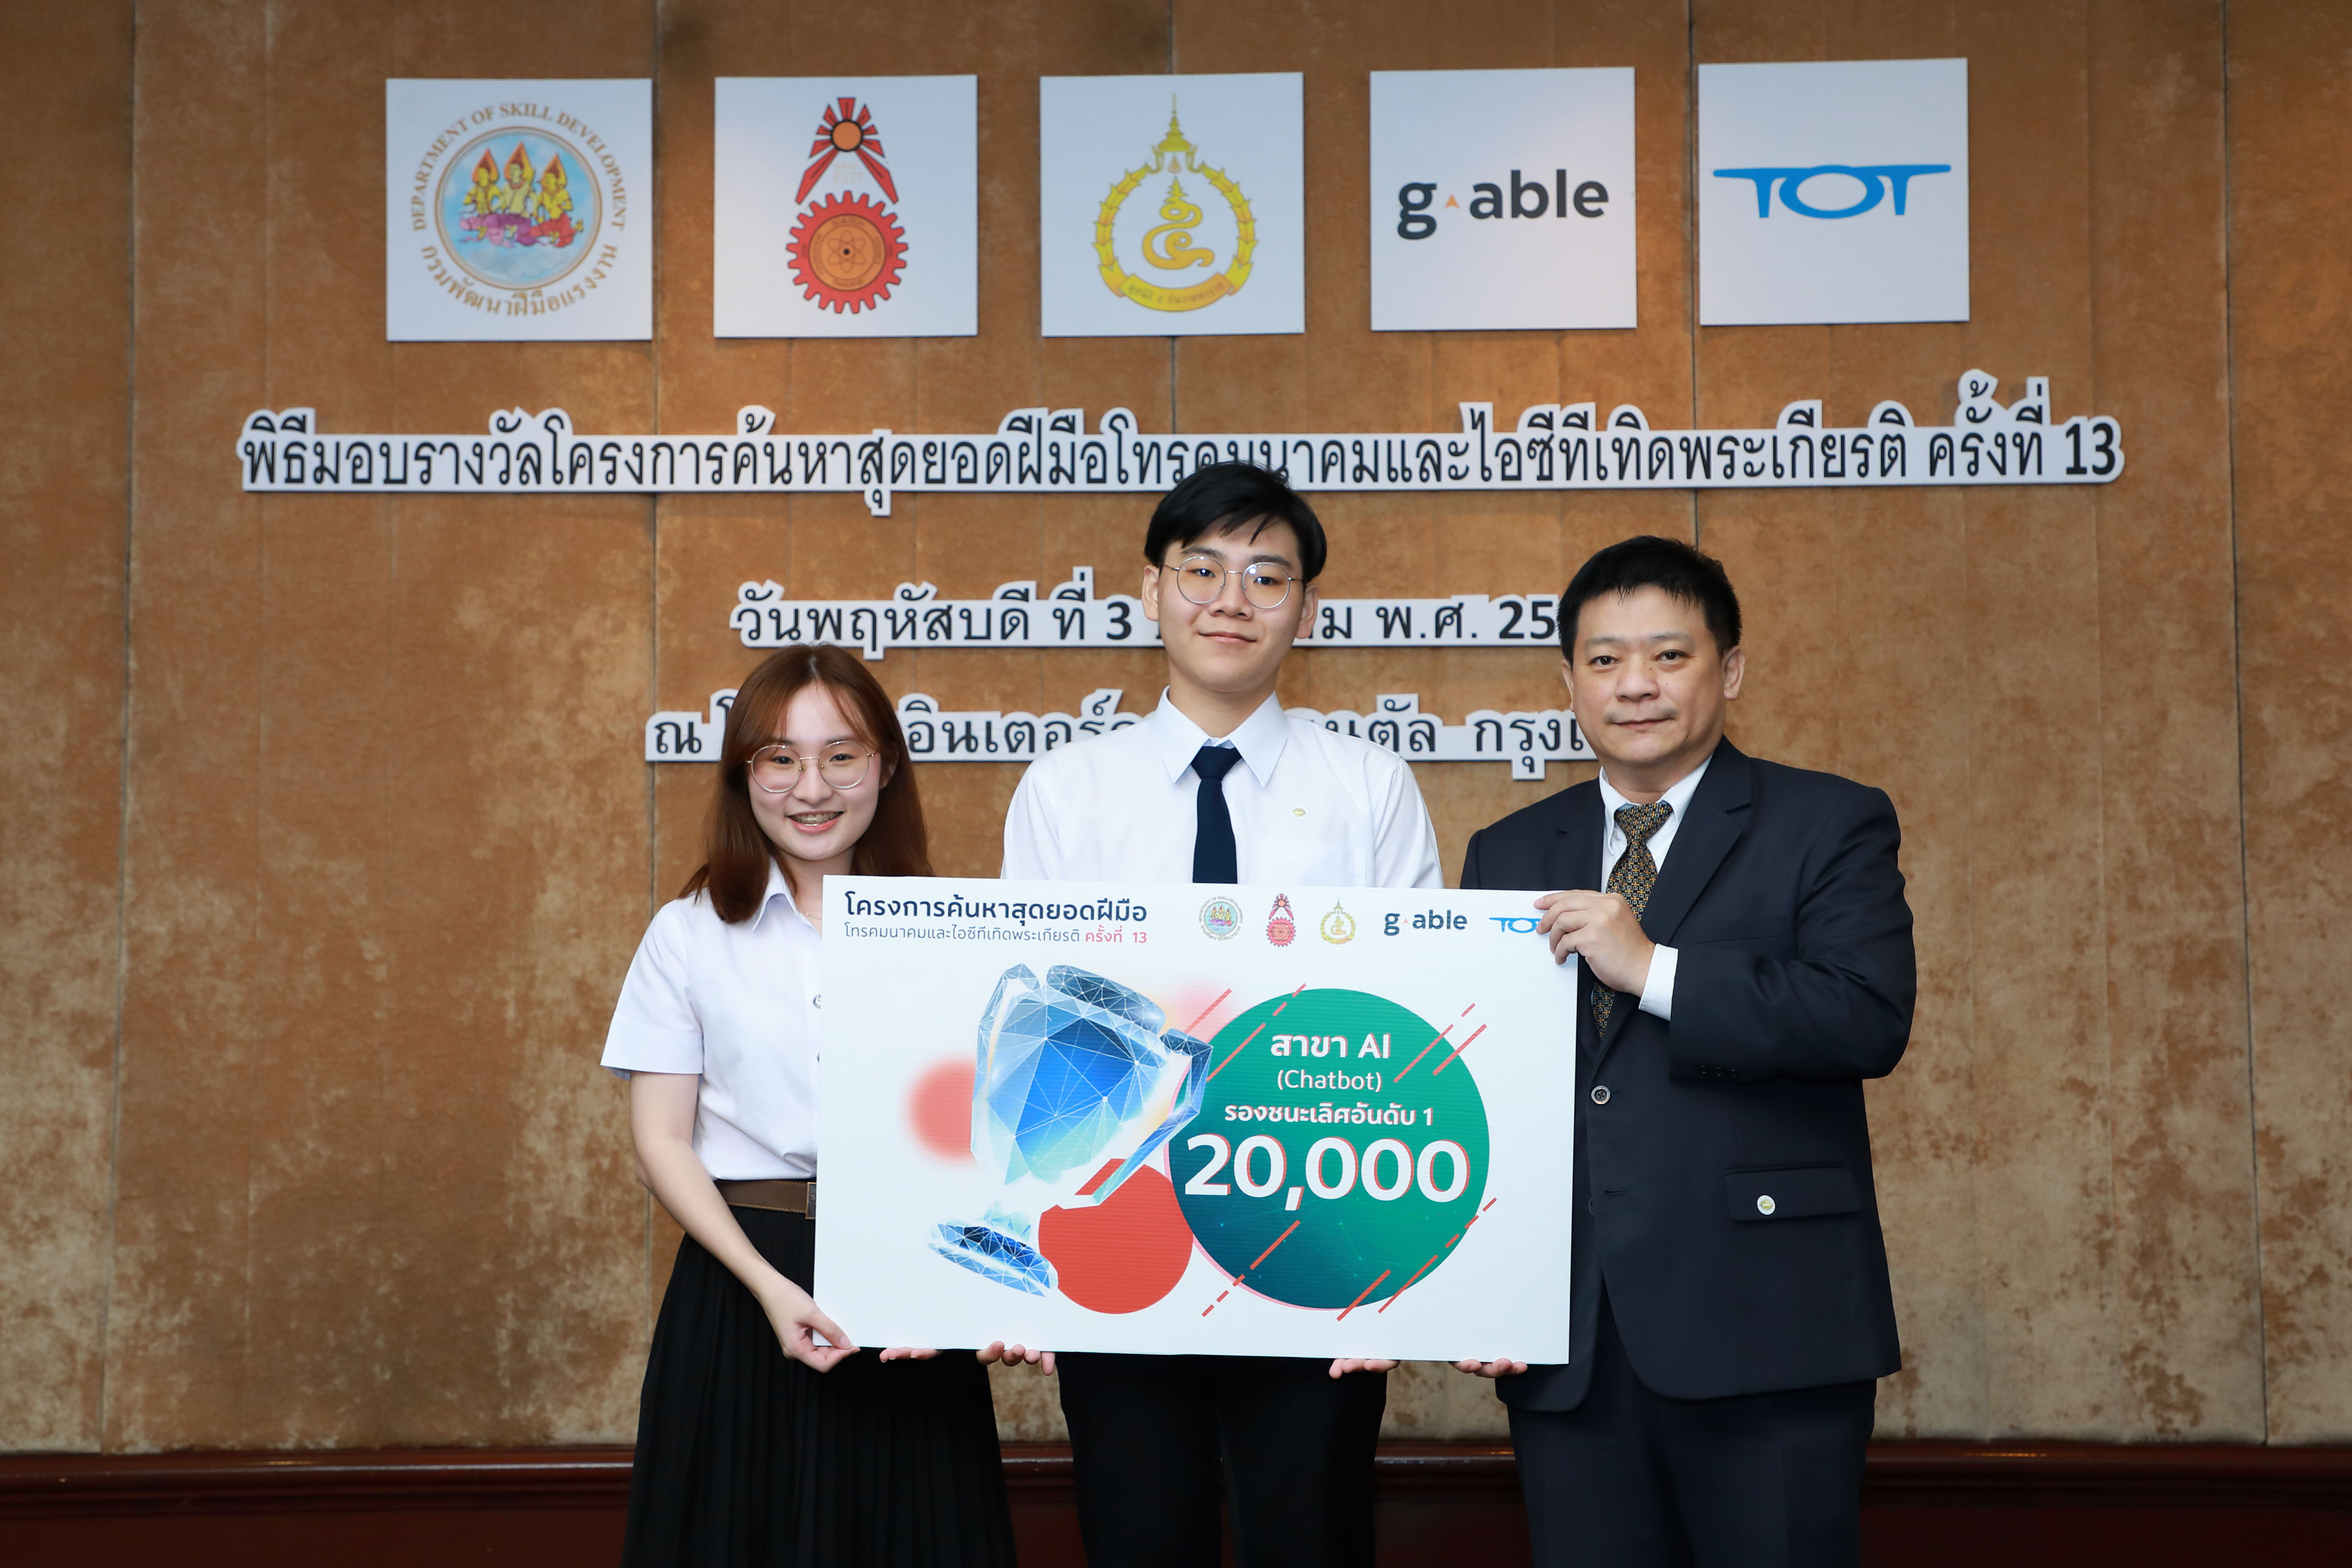 DEPARTMENT OF SKILL DEVELOPMENT
กรมพัฒนาฝีมือแรงงาน
g able
TOT
พิธีมอบรางวัลโครงการค้นหาสุดยอดฝีมือโทรคมนาคมและไอซีทีเทิดพระเกียรติ ครั้งที่ 13
วันพฤหัสบดี ที่ 3 พ.ศ. 25
ณ กรุงเ
โครงการค้นหาสุดยอดฝีมือ
โทรคมนาคมและไอซีทีเทิดพระเกียรติ ครั้งที่ 13
g able
TO
สาขา AI
(Chatbot)
รองชนะเลิศอันดับ 1
20,000